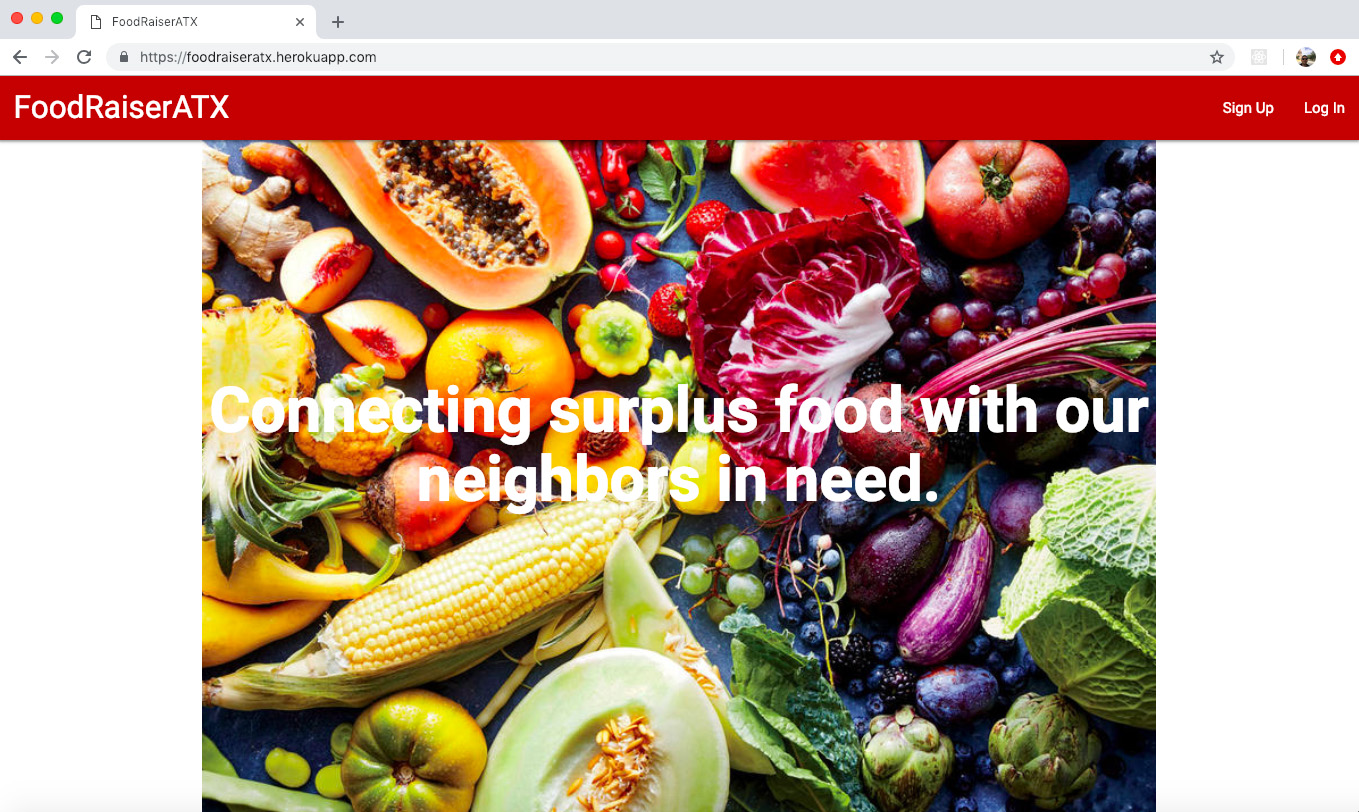 FoodRaiserATX
https://foodraiseratx.herokuapp.com
FoodRaiserATX
Sign Up
Log In
Connecting surplus food with our
neighbors in need.